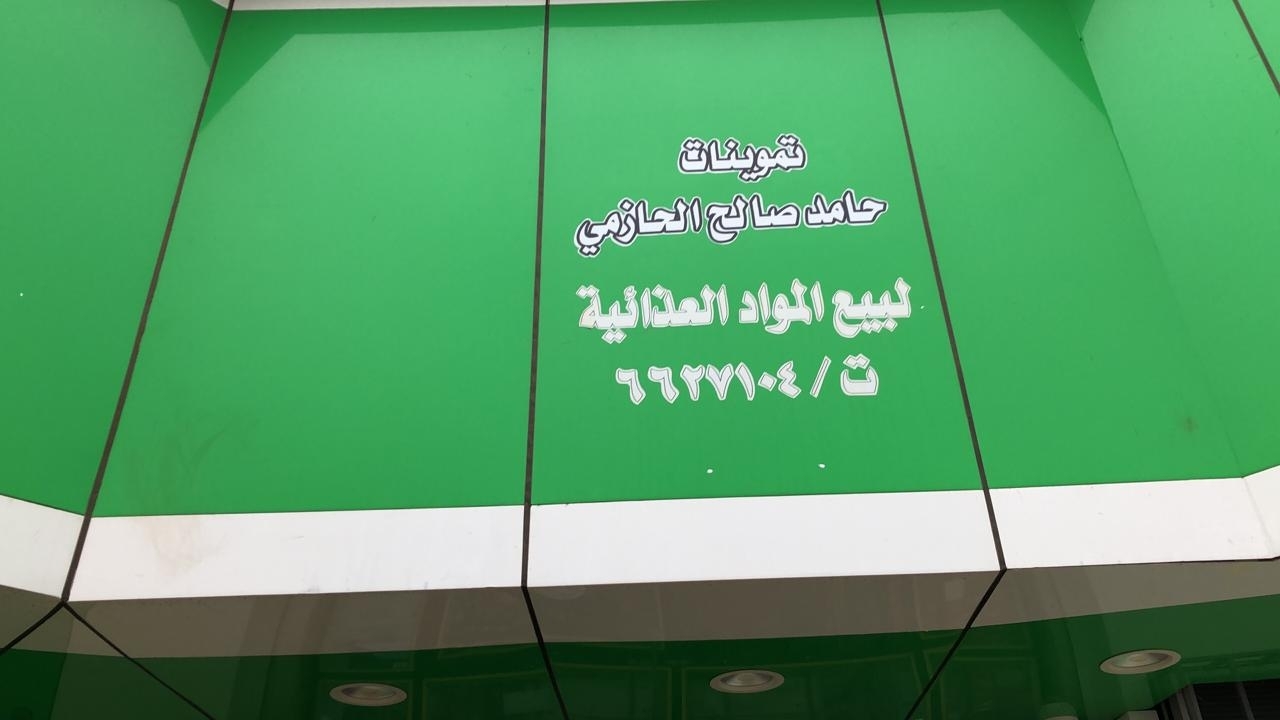 تموينات
حامد صالح الحازمي
لبيع المواد العذائية
ت / ٦٦٢٧١٠٤